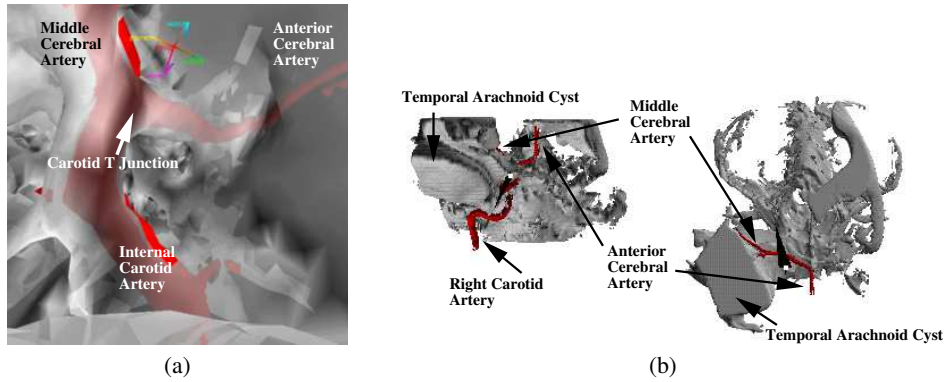 Middle
Cerebral
Artery
Anterior
Cerebral
Artery
Carotid T Junction
Internal
Carotid
Artery
(a)
Temporal Arachnoid Cyst
Middle
Cerebral
Artery
Right Carotid
Artery
Anterior
Cerebral
Artery
Temporal Arachnoid Cyst
(b)